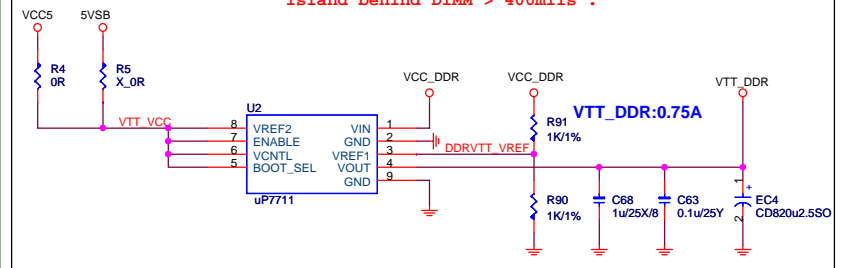 island behind DIMM > 400mils .
VCC5
5VSB
R4
0R
R5
X_0R
VTT_VCC
U2
8
7
6
5
VREF2
ENABLE
VCNTL
BOOT_SEL
VIN
GND
VREF1
VOUT
GND
1
2
3
4
9
uP7711
VCC_DDR
VCC_DDR
R91
1K/1%
VTT_DDR:0.75A
DDRVTT_VREF
R90
1K/1%
C68
1u/25X/8
C63
0.1u/25Y
VTT_DDR
1
+
2
EC4
CD820u2.5SO